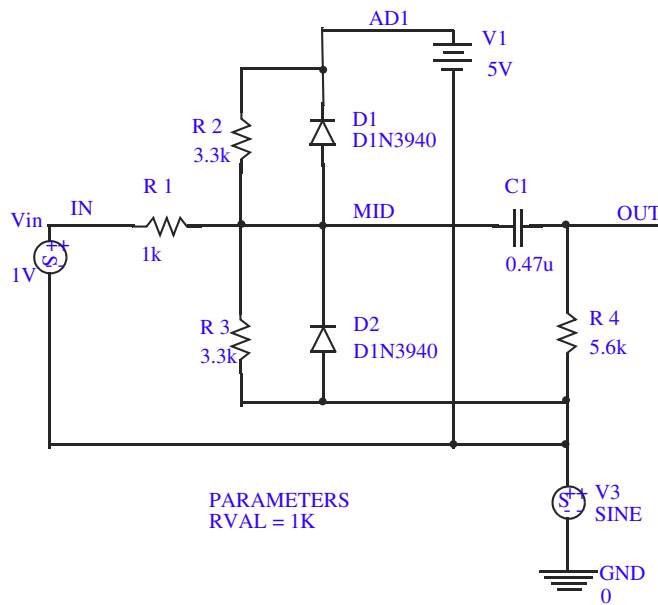 AD1
V1
5V
R 2
3.3k
D1
D1N3940
Vin
IN
R 1
MID
C1
OUT
++
S
-
1V
1k
0.47u
R 3
3.3k
D2
D1N3940
R 4
5.6k
PARAMETERS
RVAL = 1K
++
S
- -
V3
SINE
GND
0